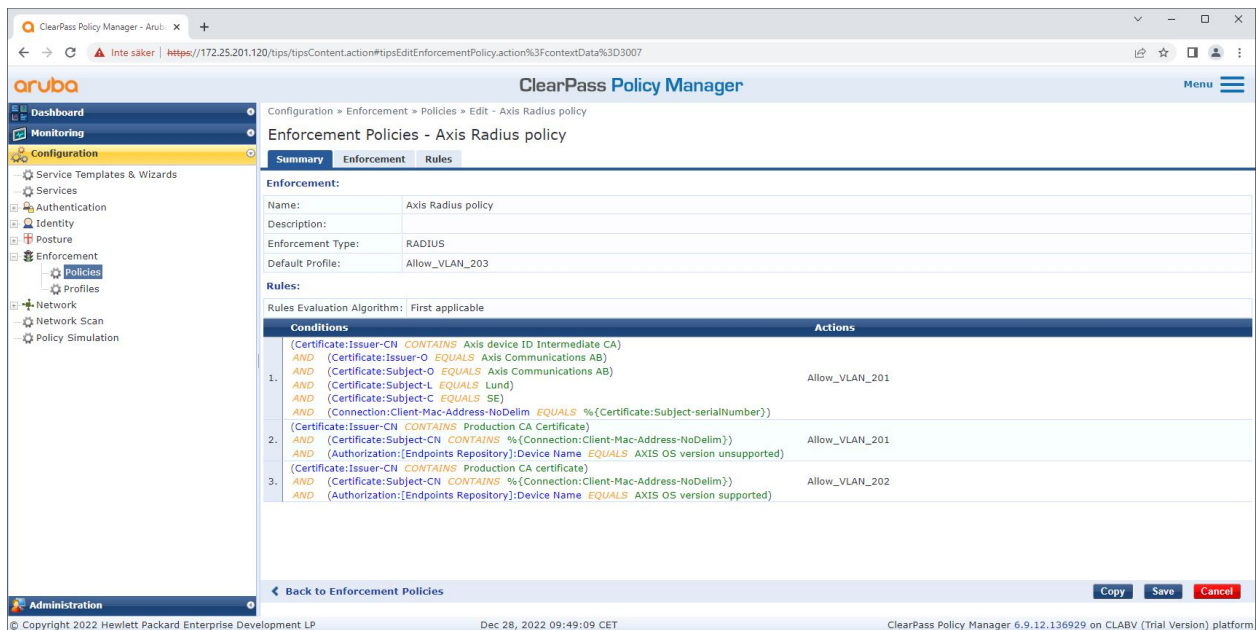 ClearPass Policy Manager - Arub
Inte säker | https://172.25.201.120/tips/tipsContent.action#tipsEditEnforcementPolicy.action%3FcontextData%3D3007
aruba
ClearPass Policy Manager
Menu
Dashboard
Monitoring
Configuration
Service Templates & Wizards
Services
Authentication
Identity
Posture
Enforcement
Policies
Profiles
Network
Network Scan
Policy Simulation
Administration
Configuration » Enforcement » Policies » Edit - Axis Radius policy
Enforcement Policies - Axis Radius policy
Summary Enforcement Rules
Enforcement:
Name: Axis Radius policy
Description:
Enforcement Type: RADIUS
Default Profile: Allow_VLAN_203
Rules:
Rules Evaluation Algorithm: First applicable
Conditions Actions
(Certificate:Issuer-CN CONTAINS Axis device ID Intermediate CA)
AND (Certificate:Issuer-O EQUALS Axis Communications AB)
AND (Certificate:Subject-O EQUALS Axis Communications AB)
1. AND (Certificate:Subject-L EQUALS Lund) Allow_VLAN_201
AND (Certificate:Subject-C EQUALS SE)
AND (Connection:Client-Mac-Address-NoDelim EQUALS %{Certificate:Subject-serialNumber})
(Certificate:Issuer-CN CONTAINS Production CA Certificate)
2. AND (Certificate:Subject-CN CONTAINS %{Connection:Client-Mac-Address-NoDelim}) Allow_VLAN_201
AND (Authorization:[Endpoints Repository]:Device Name EQUALS AXIS OS version unsupported)
(Certificate:Issuer-CN CONTAINS Production CA certificate)
3. AND (Certificate:Subject-CN CONTAINS %{Connection:Client-Mac-Address-NoDelim}) Allow_VLAN_202
AND (Authorization:[Endpoints Repository]:Device Name EQUALS AXIS OS version supported)
Back to Enforcement Policies Copy Save Cancel
© Copyright 2022 Hewlett Packard Enterprise Development LP Dec 28, 2022 09:49:09 CET ClearPass Policy Manager 6.9.12.136929 on CLABV (Trial Version) platform